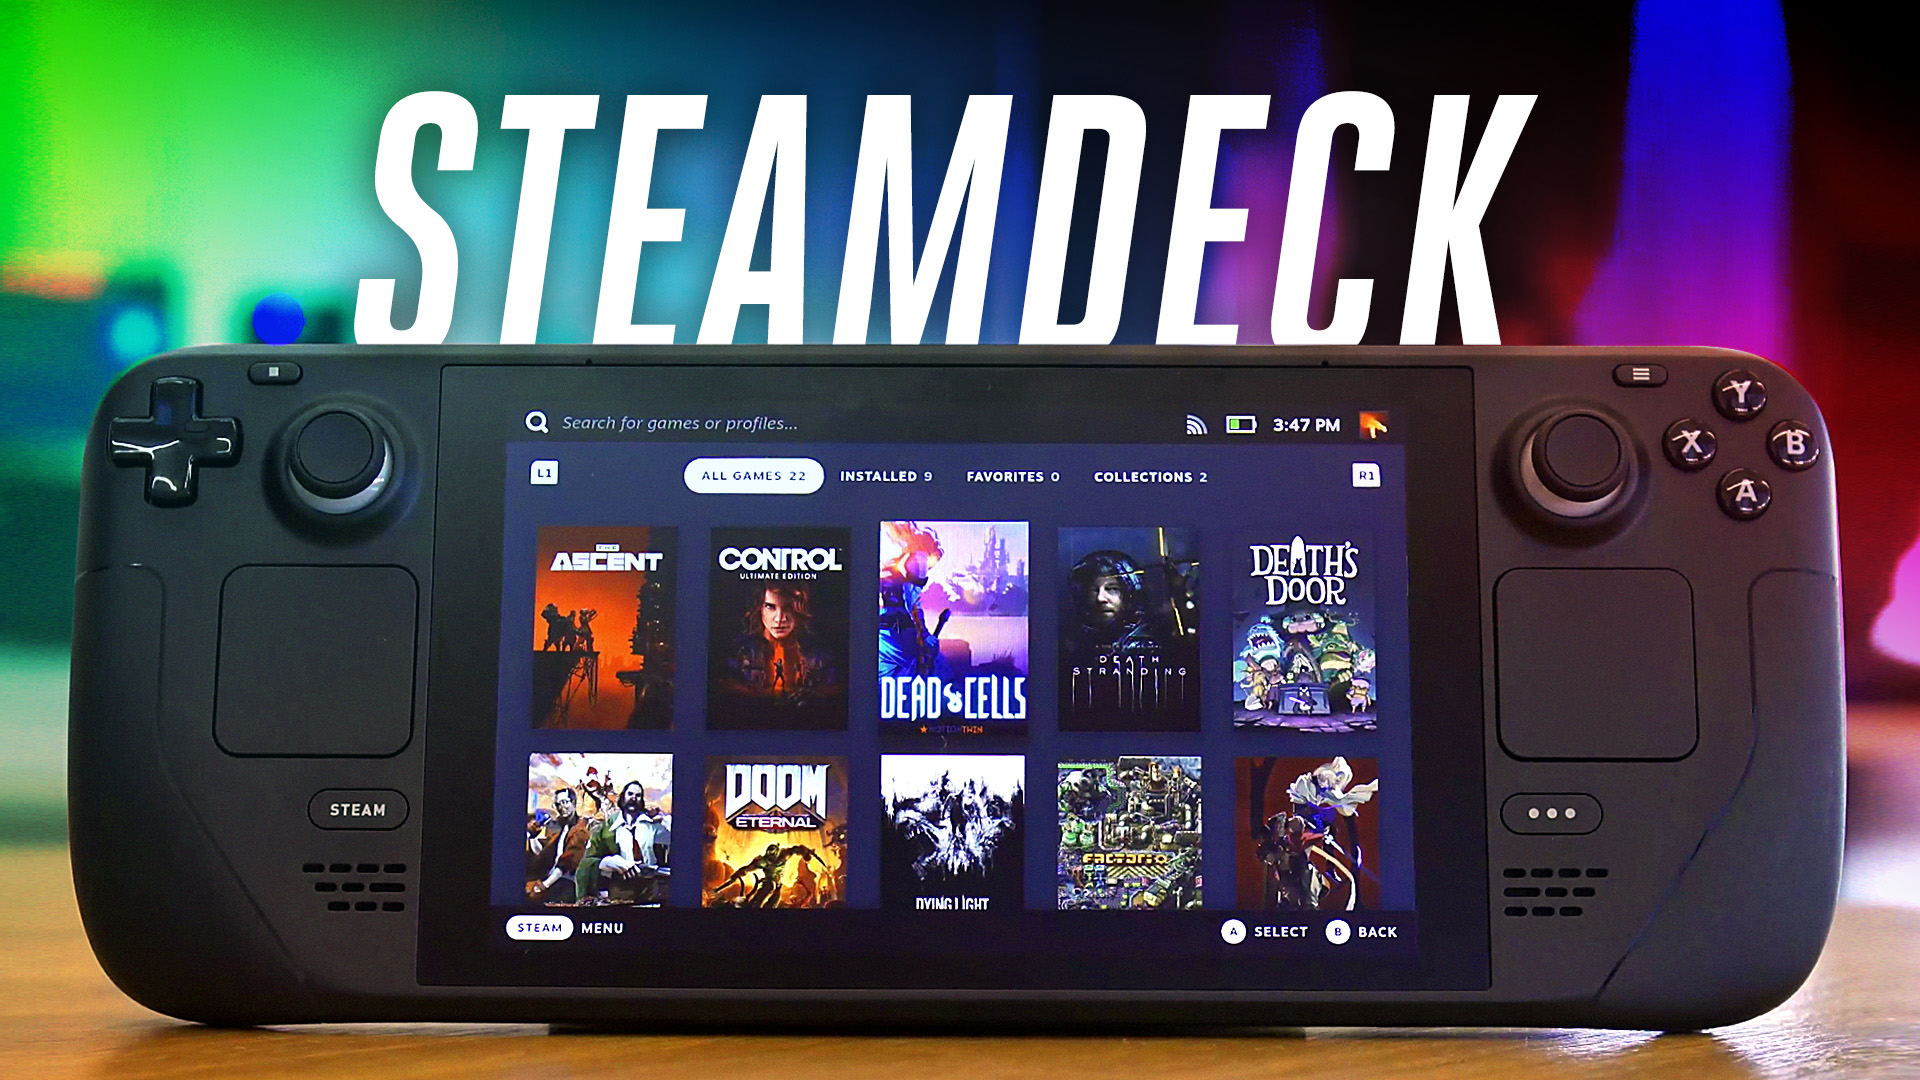 STEAMDECK
Search for games or profiles...
3:47 PM
L1
ALL GAMES 22
INSTALLED 9
FAVORITES 0
COLLECTIONS 2
R1
Y
X
B
A
THE
ASCENT
CONTROL
ULTIMATE EDITION
DEAD CELLS
MOTION TWIN
DEATH
STRANDING
DEATH'S
DOOR
DOOM
ETERNAL
DYING LIGHT
FACTORIO
STEAM
STEAM
MENU
A
SELECT
B
BACK